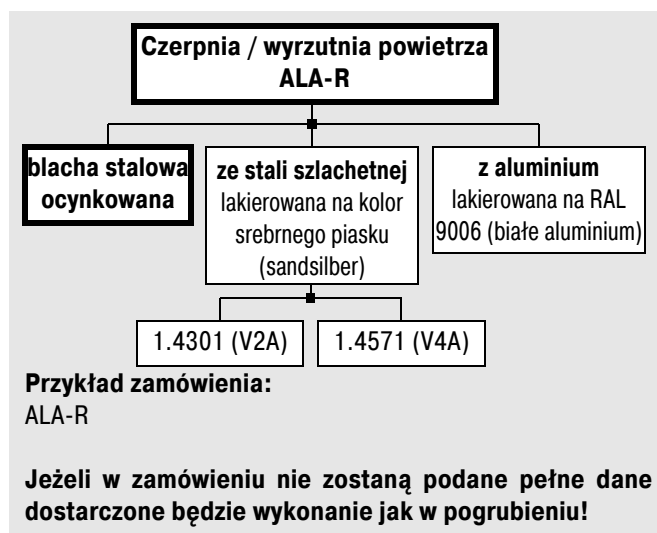 Czerpnia / wyrzutnia powietrza
ALA-R
blacha stalowa
ocynkowana
ze stali szlachetnej
lakierowana na kolor
srebrnego piasku
(sandsilber)
z aluminium
lakierowana na RAL
9006 (białe aluminium)
1.4301 (V2A)
1.4571 (V4A)
Przykład zamówienia:
ALA-R
Jeżeli w zamówieniu nie zostaną podane pełne dane
dostarczone będzie wykonanie jak w pogrubieniu!